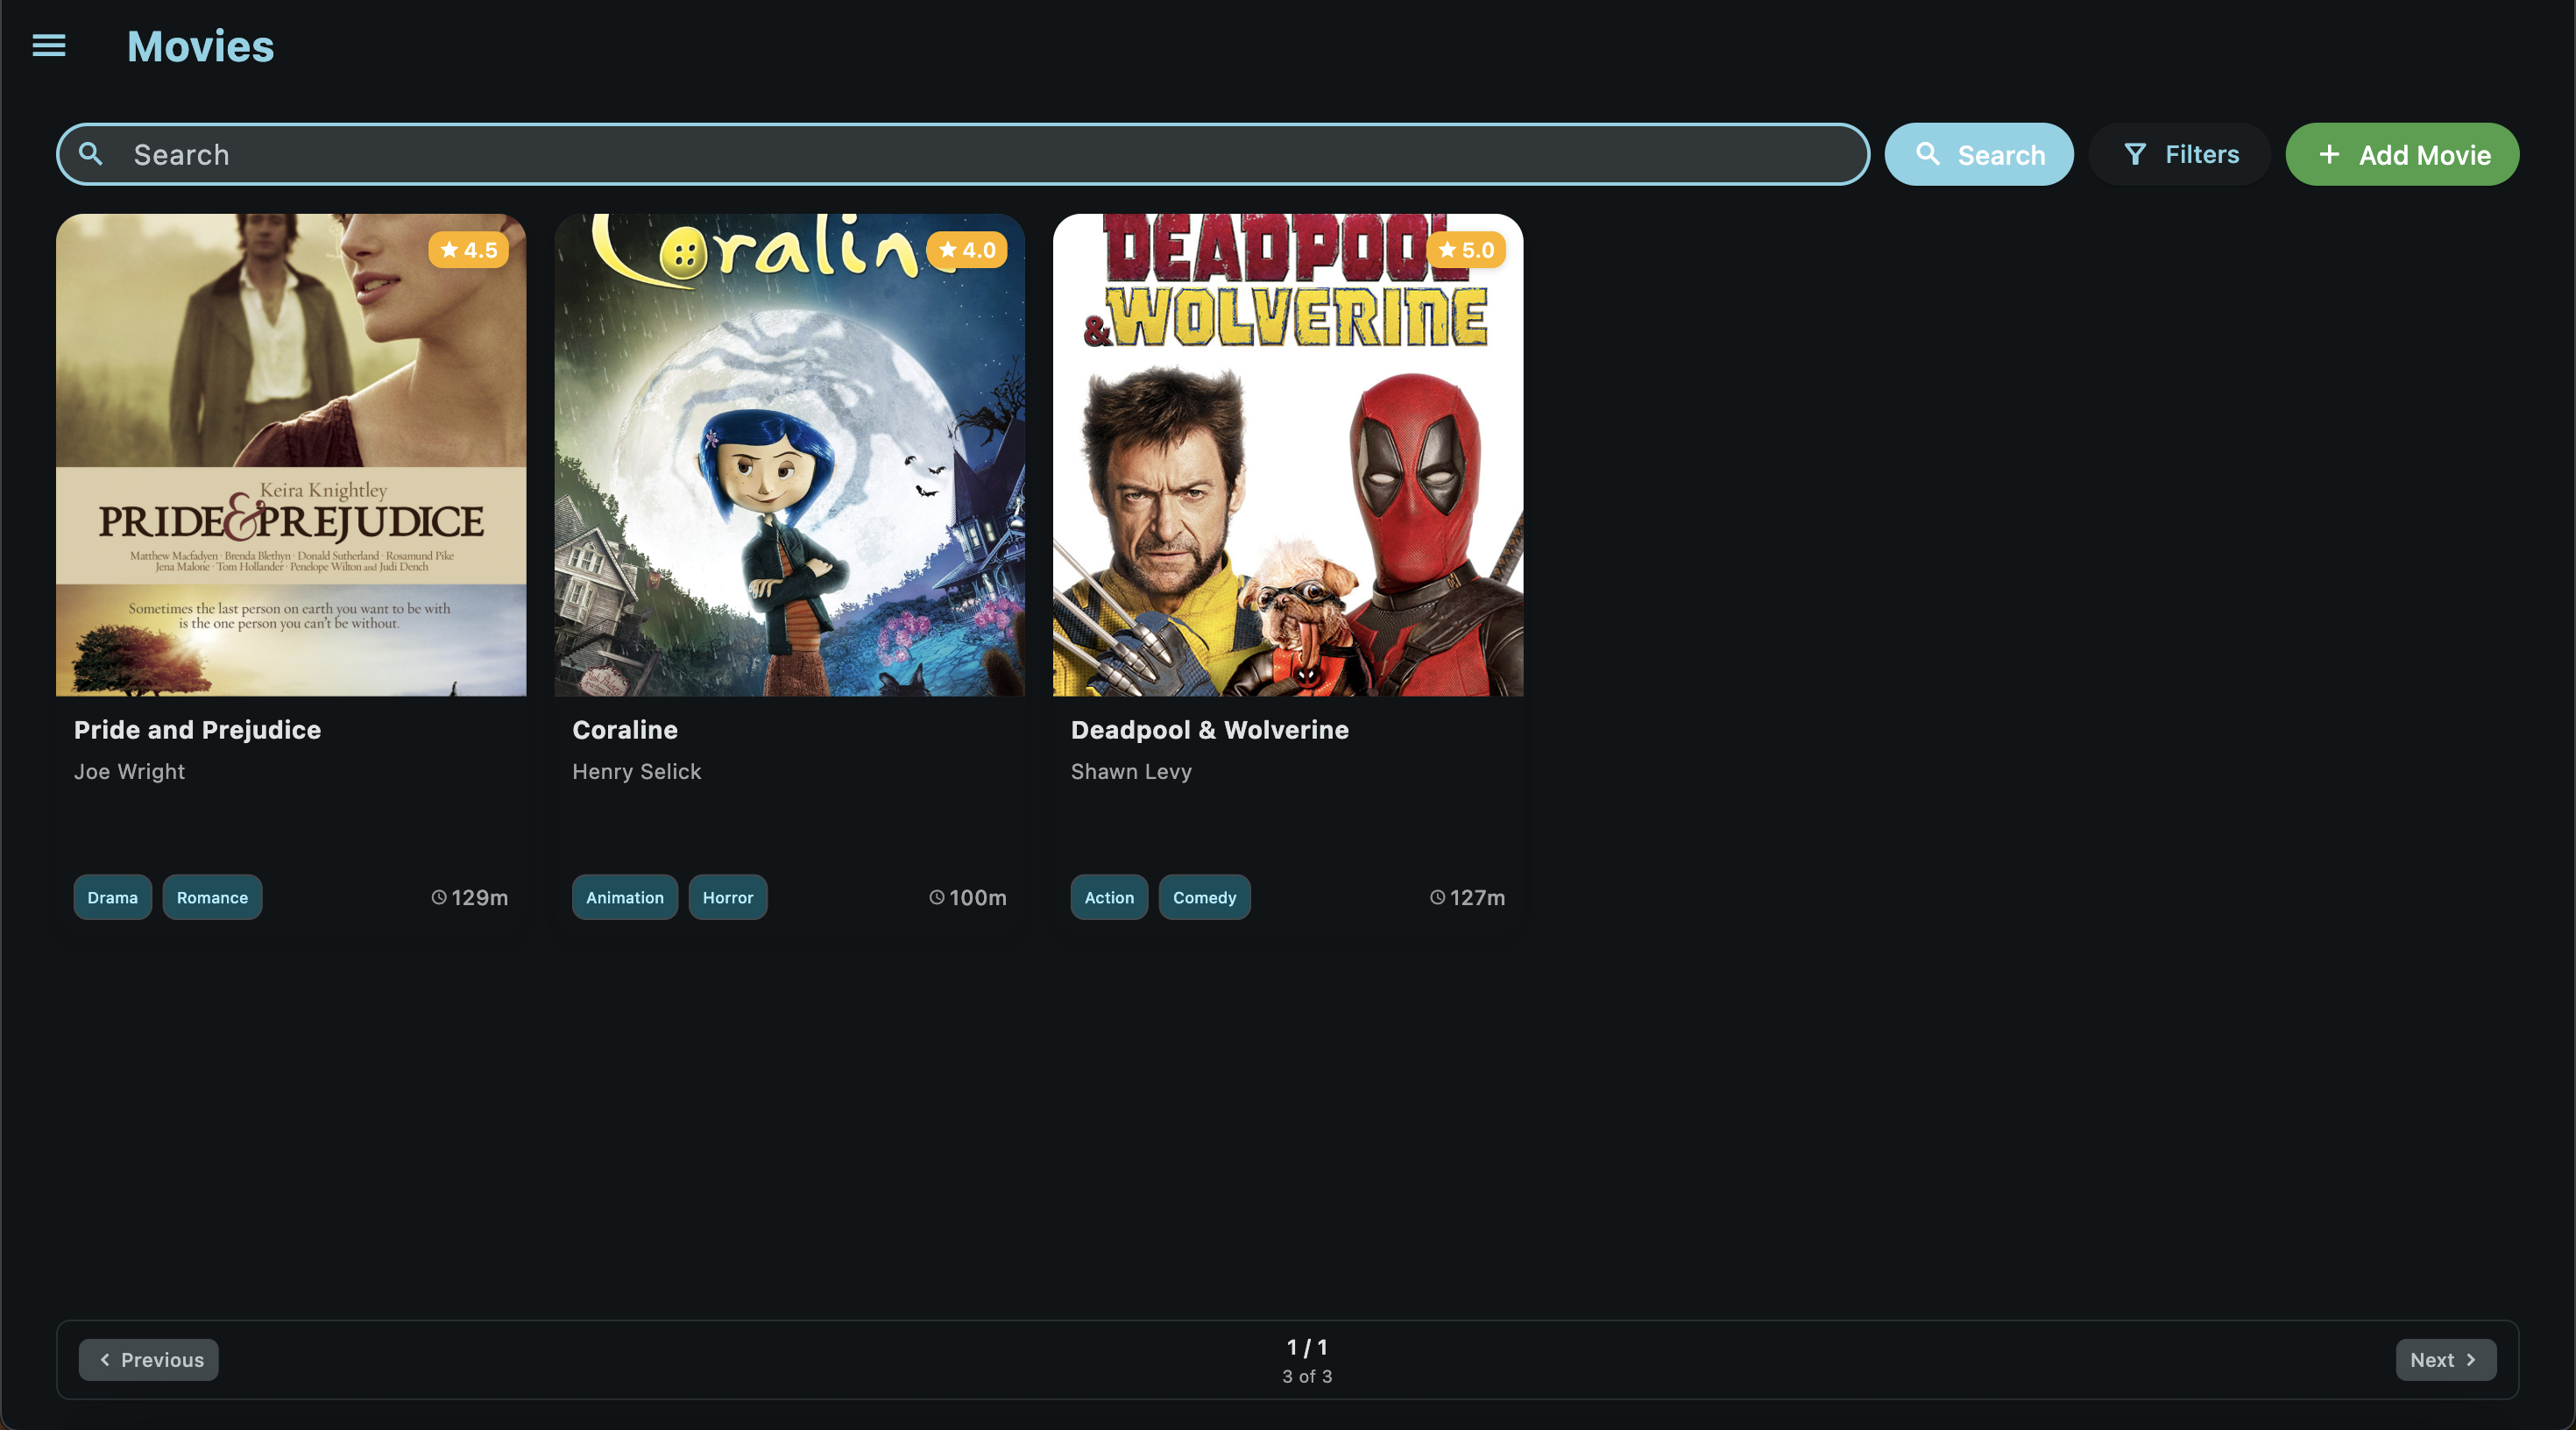 Movies
Search
Search
Filters
+ Add Movie
4.5
Keira Knightley
PRIDE & PREJUDICE
Matthew Macfadyen · Brenda Blethyn · Donald Sutherland · Rosamund Pike
Jena Malone · Tom Hollander · Penelope Wilton and Judi Dench
Sometimes the last person on earth you want to be with
is the one person you can't be without.
Pride and Prejudice
Joe Wright
Drama
Romance
129m
Coralin
4.0
Coraline
Henry Selick
Animation
Horror
100m
DEADPOOL
& WOLVERINE
5.0
Deadpool & Wolverine
Shawn Levy
Action
Comedy
127m
Previous
1 / 1
3 of 3
Next